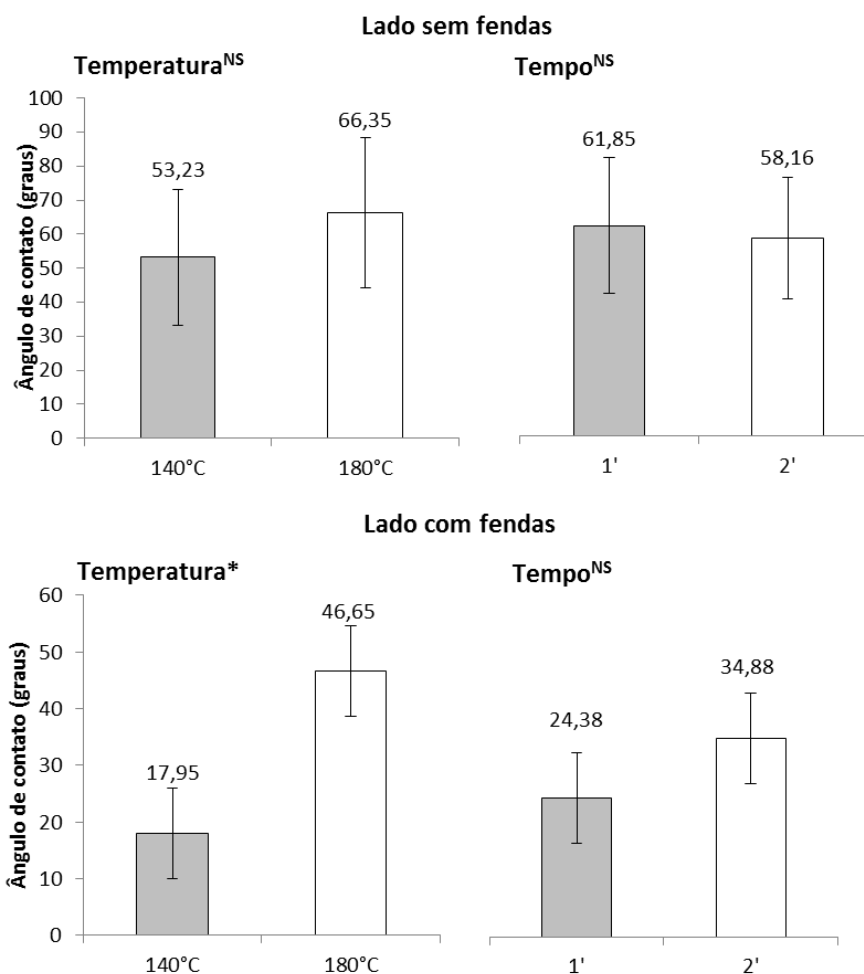 Lado sem fendas
Temperatura^NS
Tempo^NS
Ângulo de contato (graus)
100
90
80
70
60
50
40
30
20
10
0
53,23
66,35
140°C
180°C
61,85
58,16
1'
2'
Lado com fendas
Temperatura*
Tempo^NS
Ângulo de contato (graus)
60
50
40
30
20
10
0
17,95
46,65
140°C
180°C
24,38
34,88
1'
2'